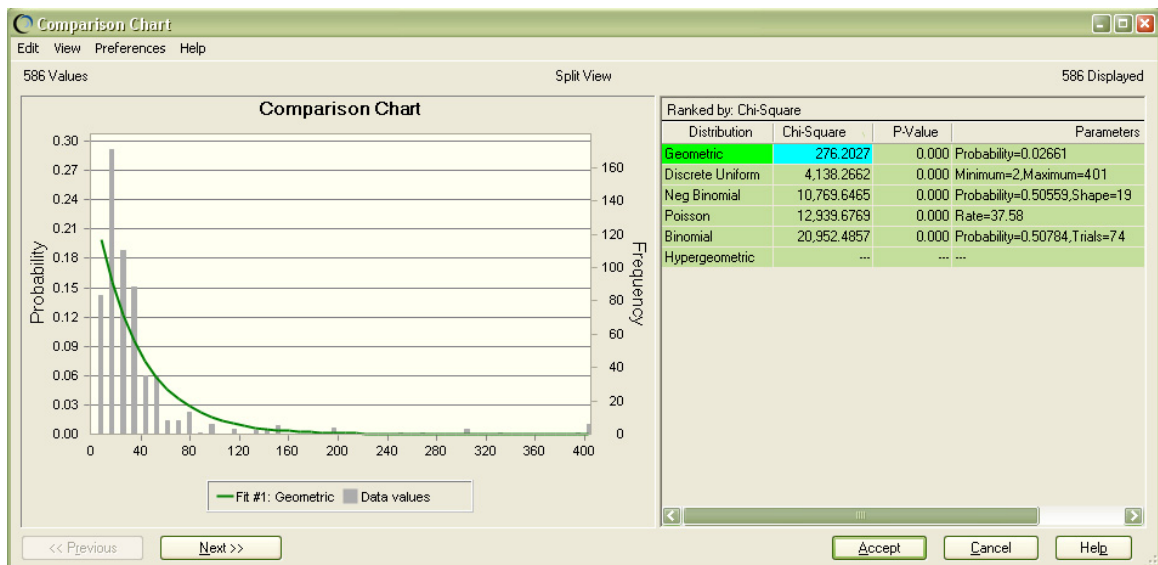 Comparison Chart
Edit View Preferences Help
586 Values Split View 586 Displayed
Comparison Chart
0.30
0.27
0.24
0.21
0.18
0.15
0.12
0.09
0.06
0.03
0.00
Probability
160
140
120
100
80
60
40
20
0
Frequency
0 40 80 120 160 200 240 280 320 360 400
Fit #1: Geometric Data values
Ranked by: Chi-Square
Distribution Chi-Square P-Value Parameters
Geometric 276.2027 0.000 Probability=0.02661
Discrete Uniform 4,138.2662 0.000 Minimum=2,Maximum=401
Neg Binomial 10,769.6465 0.000 Probability=0.50559,Shape=19
Poisson 12,939.6769 0.000 Rate=37.58
Binomial 20,952.4857 0.000 Probability=0.50784,Trials=74
Hypergeometric --- --- ---
<< Previous Next >> Accept Cancel Help